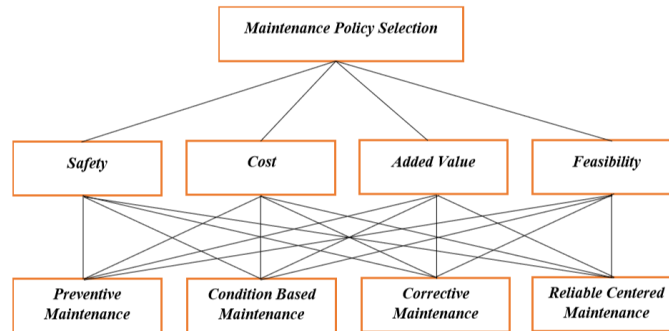 Maintenance Policy Selection
Safety
Cost
Added Value
Feasibility
Preventive
Maintenance
Condition Based
Maintenance
Corrective
Maintenance
Reliable Centered
Maintenance